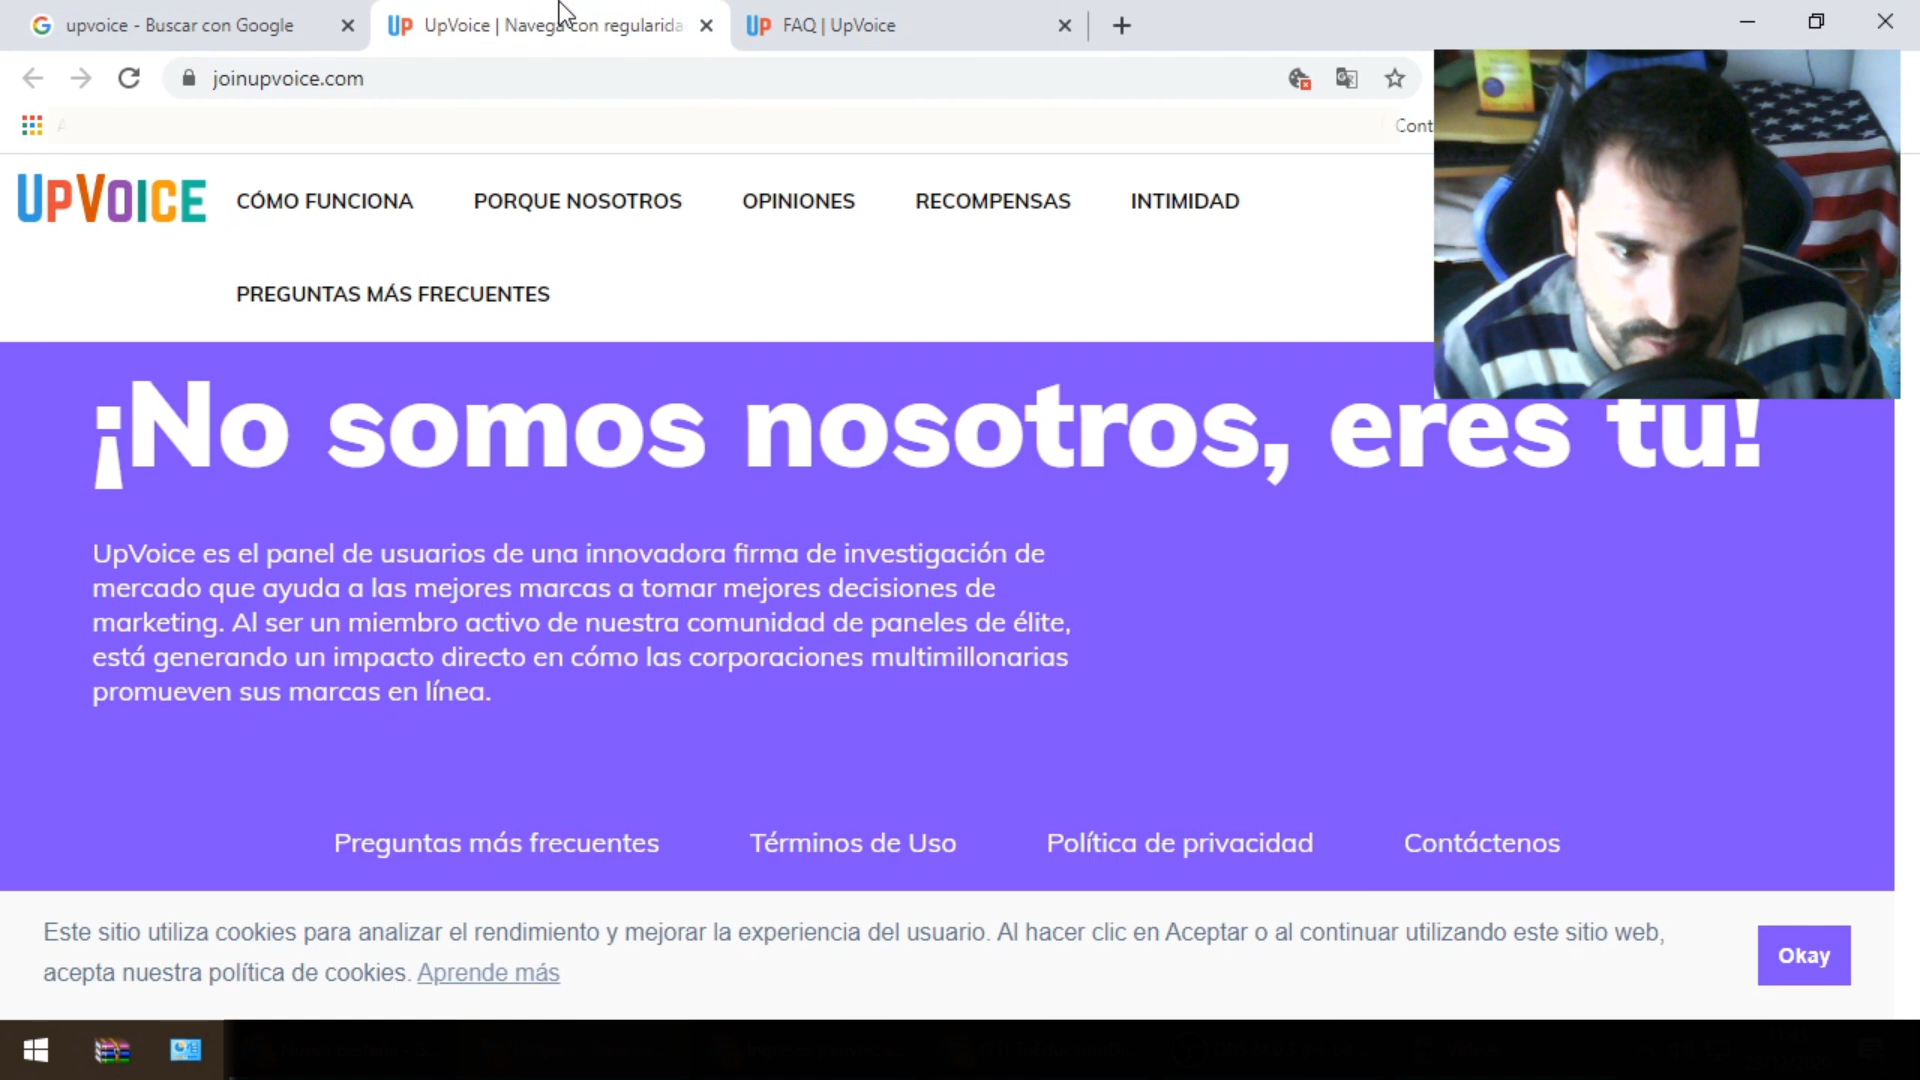 upvoice - Buscar con Google
UP UpVoice | Navega con regularida
UP FAQ | UpVoice
joinupvoice.com
Cont
UPVOICE
CÓMO FUNCIONA
PORQUE NOSOTROS
OPINIONES
RECOMPENSAS
INTIMIDAD
PREGUNTAS MÁS FRECUENTES
¡No somos nosotros, eres tu!
UpVoice es el panel de usuarios de una innovadora firma de investigación de
mercado que ayuda a las mejores marcas a tomar mejores decisiones de
marketing. Al ser un miembro activo de nuestra comunidad de paneles de élite,
está generando un impacto directo en cómo las corporaciones multimillonarias
promueven sus marcas en línea.
Preguntas más frecuentes
Términos de Uso
Política de privacidad
Contáctenos
Este sitio utiliza cookies para analizar el rendimiento y mejorar la experiencia del usuario. Al hacer clic en Aceptar o al continuar utilizando este sitio web,
acepta nuestra política de cookies. Aprende más
Okay